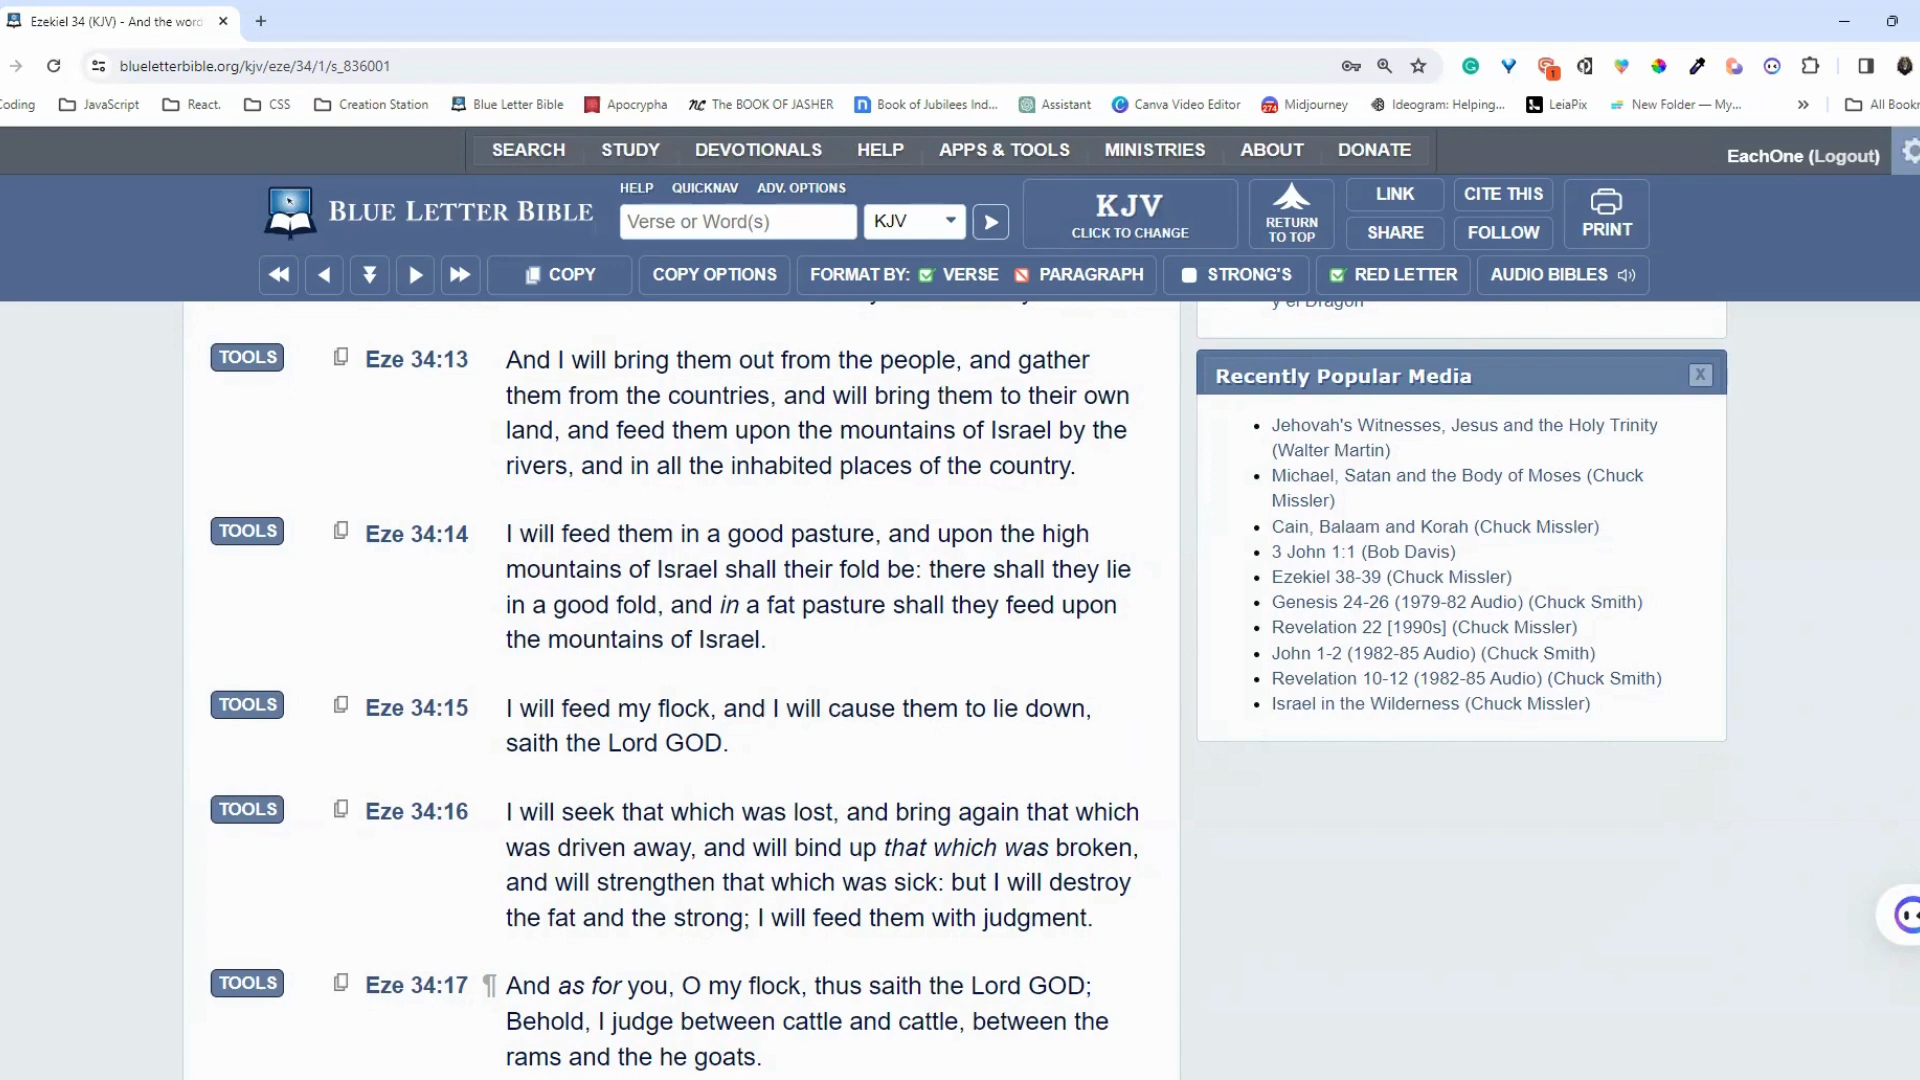 Ezekiel 34 (KJV) - And the word
blueletterbible.org/kjv/eze/34/1/s_836001
1
oding JavaScript React. CSS Creation Station Blue Letter Bible Apocrypha The BOOK OF JASHER Book of Jubilees Ind... Assistant Canva Video Editor 274 Midjourney Ideogram: Helping... LeiaPix New Folder — My... » All Bookr
SEARCH STUDY DEVOTIONALS HELP APPS & TOOLS MINISTRIES ABOUT DONATE
EachOne (Logout)
BLUE LETTER BIBLE
HELP QUICKNAV ADV. OPTIONS
Verse or Word(s) KJV
KJV
CLICK TO CHANGE
RETURN
TO TOP
LINK CITE THIS
SHARE FOLLOW
PRINT
COPY COPY OPTIONS FORMAT BY: VERSE PARAGRAPH STRONG'S RED LETTER AUDIO BIBLES
TOOLS Eze 34:13 And I will bring them out from the people, and gather
them from the countries, and will bring them to their own
land, and feed them upon the mountains of Israel by the
rivers, and in all the inhabited places of the country.
TOOLS Eze 34:14 I will feed them in a good pasture, and upon the high
mountains of Israel shall their fold be: there shall they lie
in a good fold, and in a fat pasture shall they feed upon
the mountains of Israel.
TOOLS Eze 34:15 I will feed my flock, and I will cause them to lie down,
saith the Lord GOD.
TOOLS Eze 34:16 I will seek that which was lost, and bring again that which
was driven away, and will bind up that which was broken,
and will strengthen that which was sick: but I will destroy
the fat and the strong; I will feed them with judgment.
TOOLS Eze 34:17 ¶ And as for you, O my flock, thus saith the Lord GOD;
Behold, I judge between cattle and cattle, between the
rams and the he goats.
y el Dragón
Recently Popular Media X
• Jehovah's Witnesses, Jesus and the Holy Trinity
(Walter Martin)
• Michael, Satan and the Body of Moses (Chuck
Missler)
• Cain, Balaam and Korah (Chuck Missler)
• 3 John 1:1 (Bob Davis)
• Ezekiel 38-39 (Chuck Missler)
• Genesis 24-26 (1979-82 Audio) (Chuck Smith)
• Revelation 22 [1990s] (Chuck Missler)
• John 1-2 (1982-85 Audio) (Chuck Smith)
• Revelation 10-12 (1982-85 Audio) (Chuck Smith)
• Israel in the Wilderness (Chuck Missler)